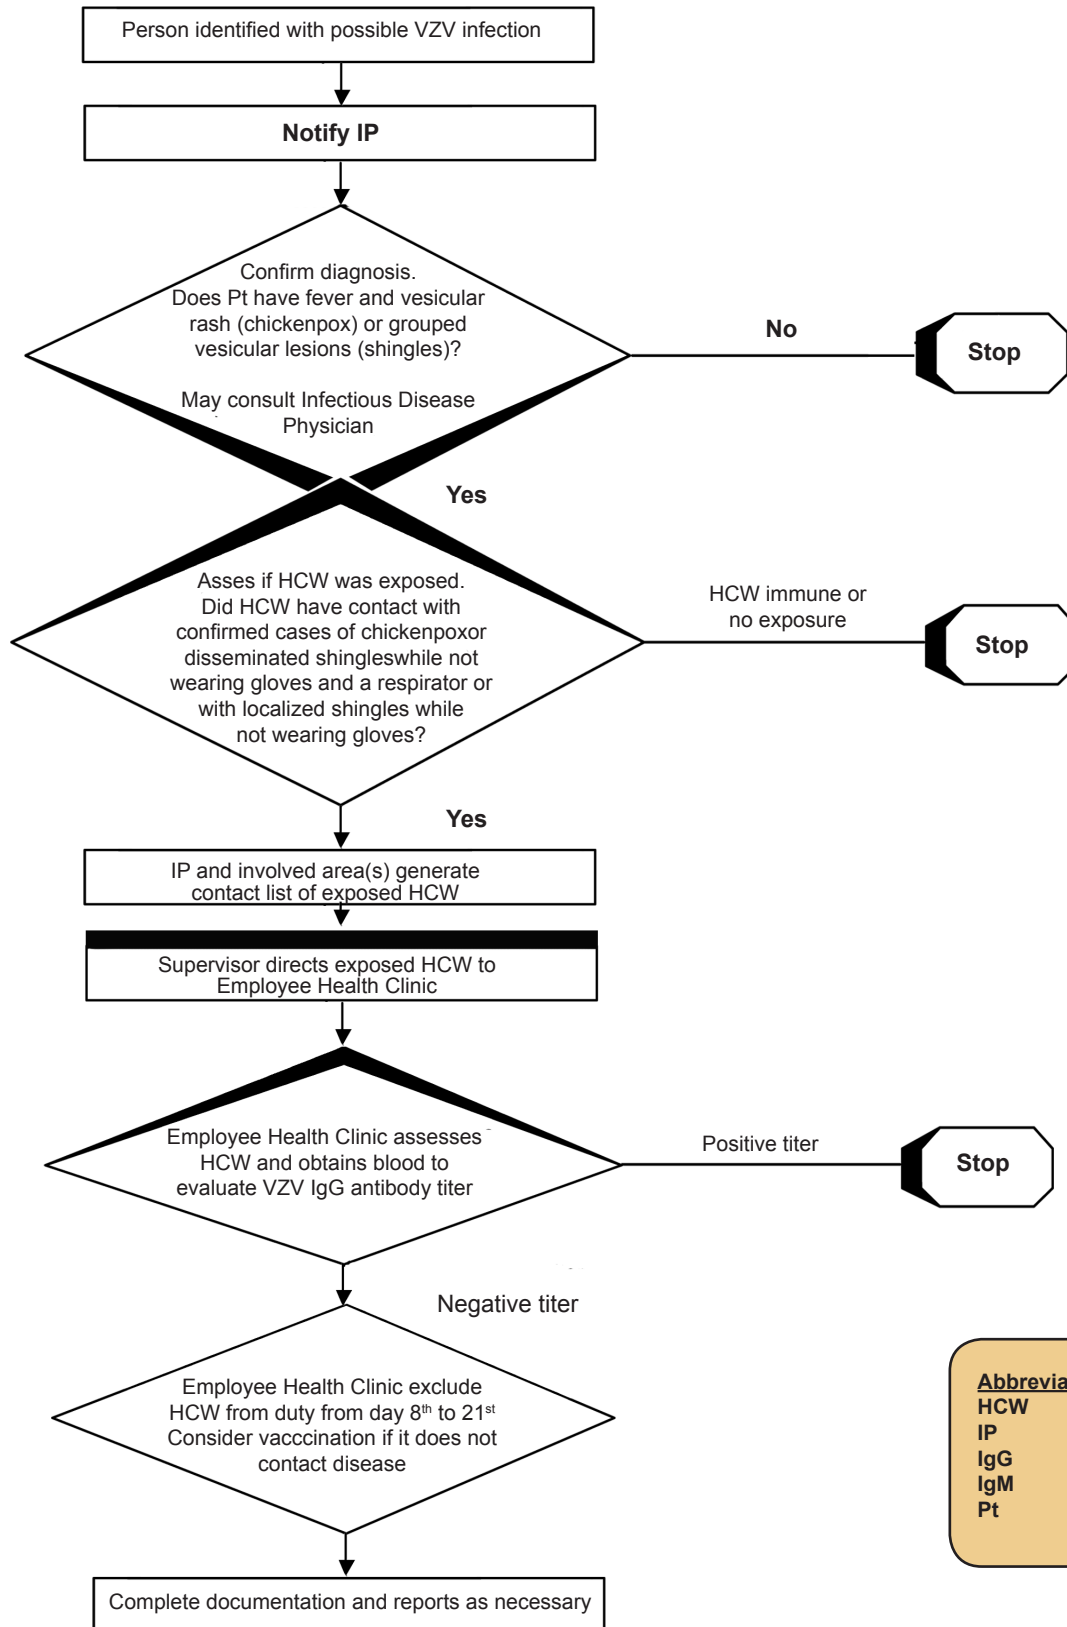 Person identified with possible VZV infection
Notify IP
Confirm diagnosis.
Does Pt have fever and vesicular
rash (chickenpox) or grouped
vesicular lesions (shingles)?
May consult Infectious Disease
Physician
No
Stop
Yes
Asses if HCW was exposed.
Did HCW have contact with
confirmed cases of chickenpoxor
disseminated shingleswhile not
wearing gloves and a respirator or
with localized shingles while
not wearing gloves?
HCW immune or
no exposure
Stop
Yes
IP and involved area(s) generate
contact list of exposed HCW
Supervisor directs exposed HCW to
Employee Health Clinic
Employee Health Clinic assesses
HCW and obtains blood to
evaluate VZV IgG antibody titer
Positive titer
Stop
Negative titer
Employee Health Clinic exclude
HCW from duty from day 8th to 21st
Consider vacccination if it does not
contact disease
Complete documentation and reports as necessary
Abbrevia
HCW
IP
IgG
IgM
Pt